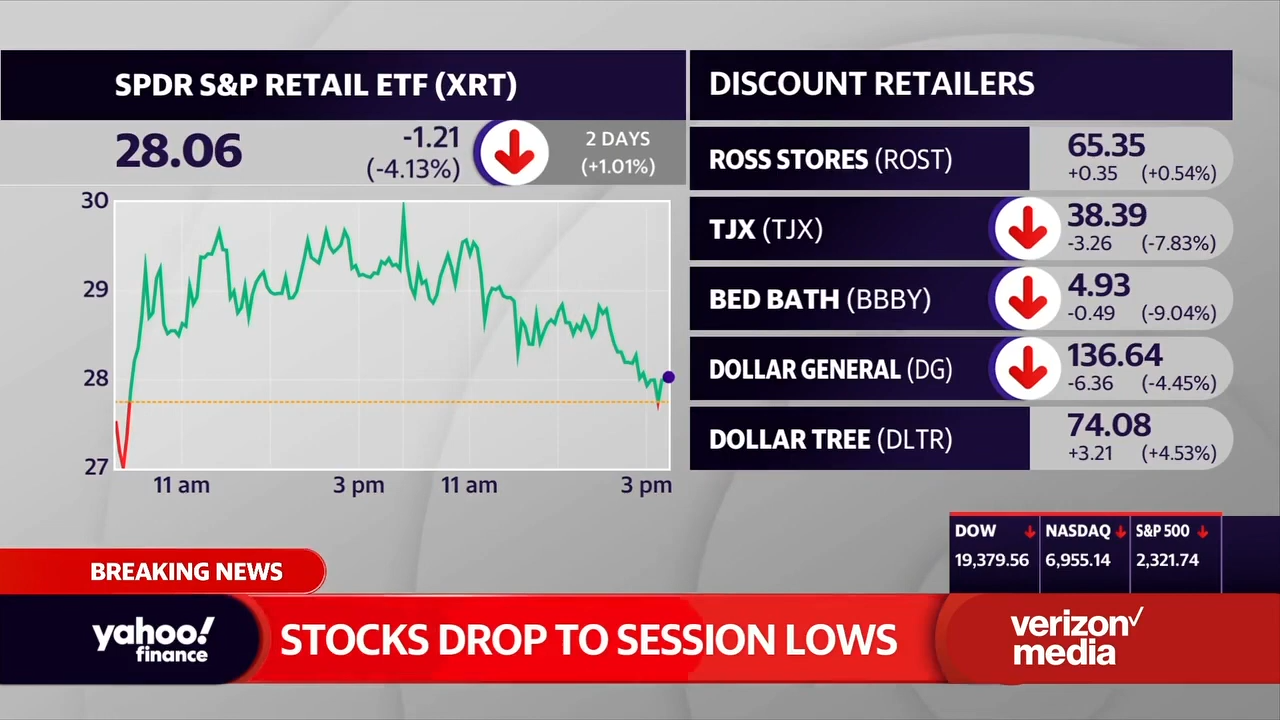 SPDR S&P RETAIL ETF (XRT)
28.06
-1.21
(-4.13%)
2 DAYS
(+1.01%)
30
29
28
27
11 am
3 pm
11 am
3 pm
DISCOUNT RETAILERS
ROSS STORES (ROST)
65.35
+0.35 (+0.54%)
TJX (TJX)
38.39
-3.26 (-7.83%)
BED BATH (BBBY)
4.93
-0.49 (-9.04%)
DOLLAR GENERAL (DG)
136.64
-6.36 (-4.45%)
DOLLAR TREE (DLTR)
74.08
+3.21 (+4.53%)
DOW
19,379.56
NASDAQ
6,955.14
S&P 500
2,321.74
BREAKING NEWS
yahoo!
finance
STOCKS DROP TO SESSION LOWS
verizon
media